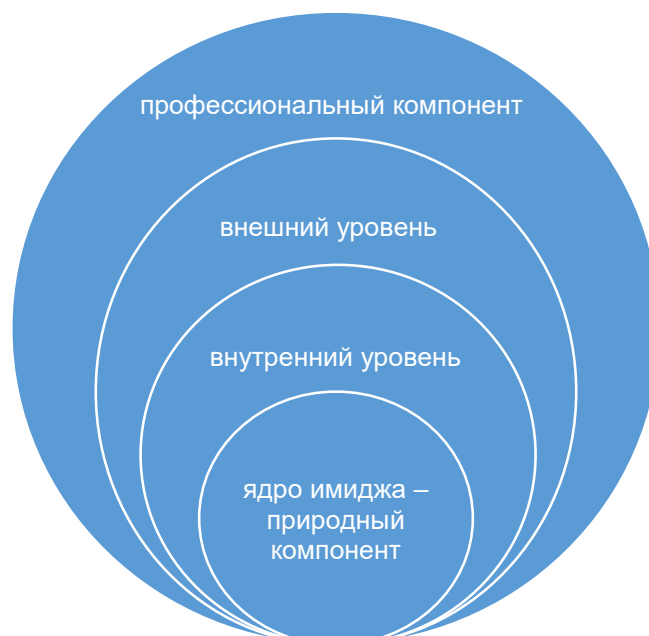 профессиональный компонент
внешний уровень
внутренний уровень
ядро имиджа –
природный
компонент